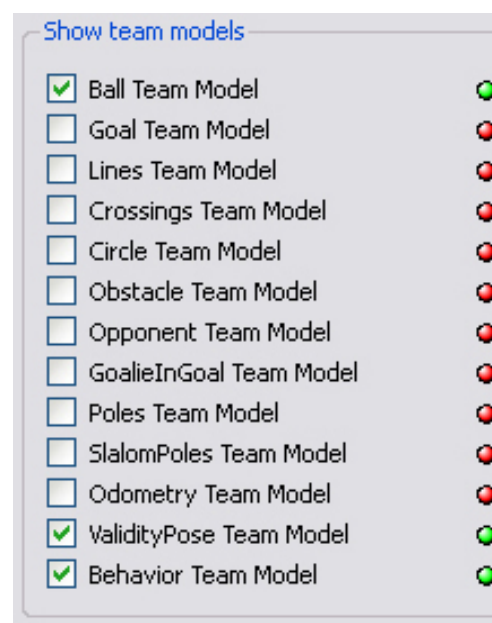 Show team models
Ball Team Model
Goal Team Model
Lines Team Model
Crossings Team Model
Circle Team Model
Obstacle Team Model
Opponent Team Model
GoalieInGoal Team Model
Poles Team Model
SlalomPoles Team Model
Odometry Team Model
ValidityPose Team Model
Behavior Team Model